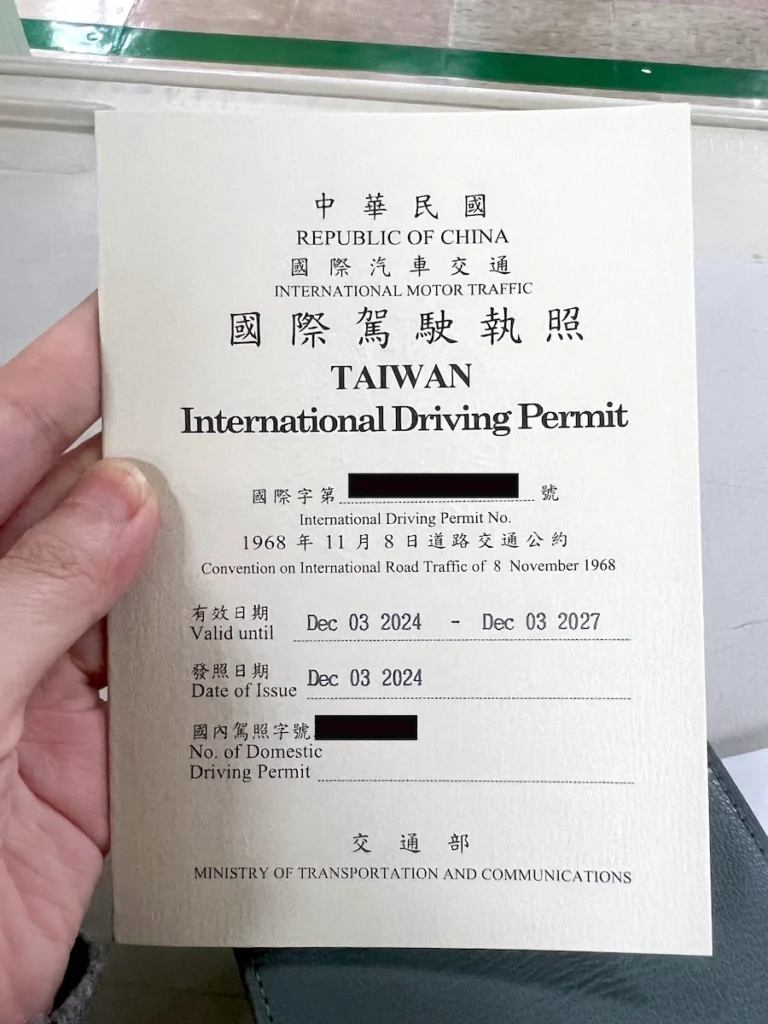 中華民國
REPUBLIC OF CHINA
國際汽車交通
INTERNATIONAL MOTOR TRAFFIC
國際駕駛執照
TAIWAN
International Driving Permit
國際字第 號
International Driving Permit No.
1968 年 11 月 8 日道路交通公約
Convention on International Road Traffic of 8 November 1968
有效日期
Valid until Dec 03 2024 - Dec 03 2027
發照日期
Date of Issue Dec 03 2024
國內駕照字號
No. of Domestic
Driving Permit
交通部
MINISTRY OF TRANSPORTATION AND COMMUNICATIONS